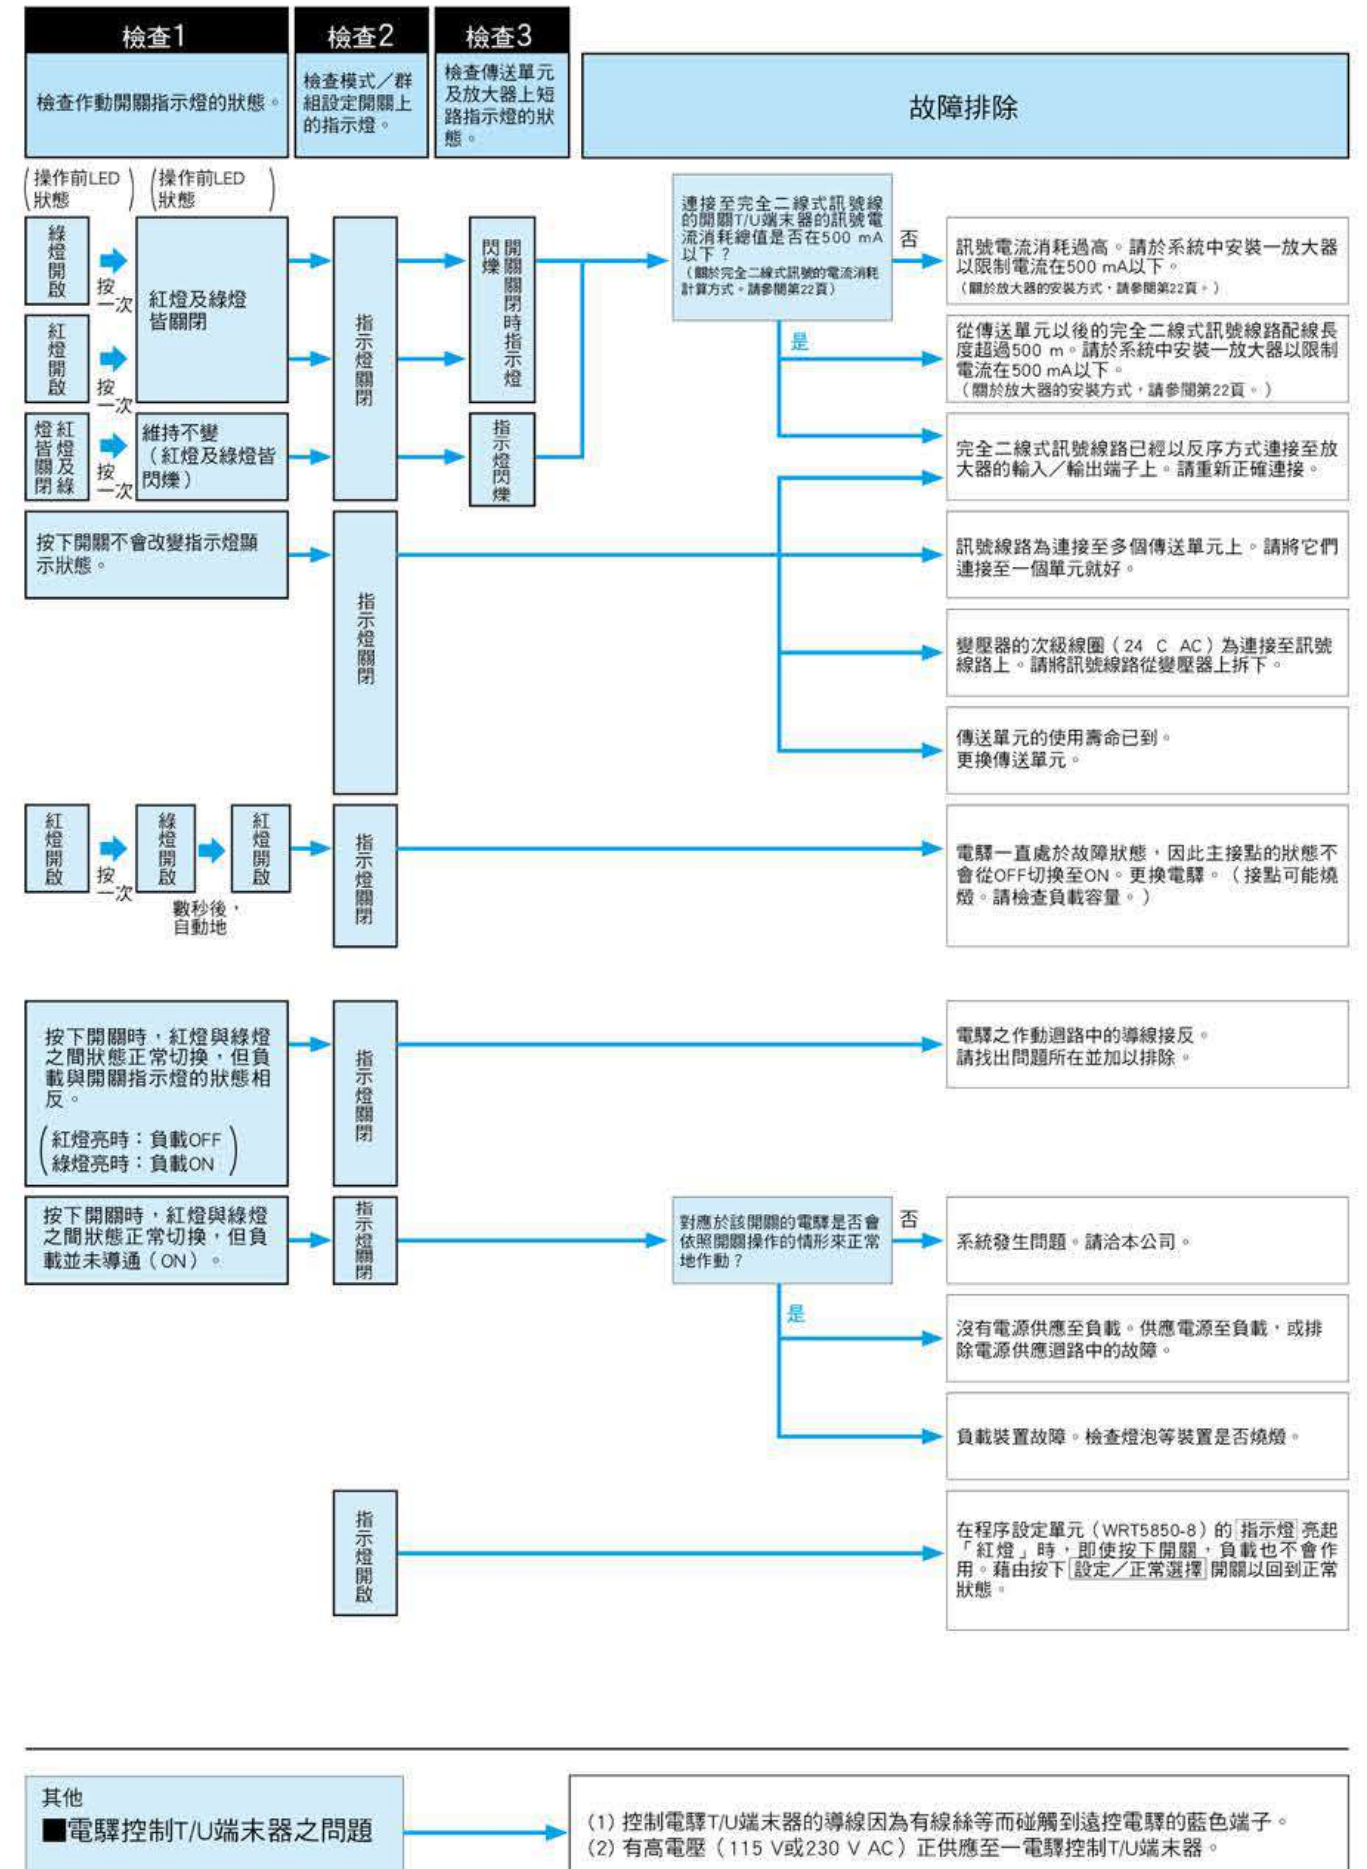 檢查1
檢查2
檢查3
檢查作動開關指示燈的狀態。
檢查模式／群
組設定開關上
的指示燈。
檢查傳送單元
及放大器上短
路指示燈的狀
態。
故障排除
(操作前LED
狀態)
(操作前LED
狀態)
綠燈開啟
按一次
紅燈開啟
按一次
紅燈及綠
燈皆關閉
按一次
紅燈及綠燈
皆關閉
維持不變
（紅燈及綠燈皆
閃爍）
指示燈關閉
開關關閉時指示燈
閃爍
指示燈閃爍
連接至完全二線式訊號線
的開關T/U端末器的訊號電
流消耗總值是否在500 mA
以下？
（關於完全二線式訊號的電流消耗
計算方式。請參閱第22頁）
否
是
訊號電流消耗過高。請於系統中安裝一放大器
以限制電流在500 mA以下。
（關於放大器的安裝方式，請參閱第22頁。）
從傳送單元以後的完全二線式訊號線路配線長
度超過500 m。請於系統中安裝一放大器以限制
電流在500 mA以下。
（關於放大器的安裝方式，請參閱第22頁。）
完全二線式訊號線路已經以反序方式連接至放
大器的輸入／輸出端子上。請重新正確連接。
按下開關不會改變指示燈顯
示狀態。
指示燈關閉
訊號線路為連接至多個傳送單元上。請將它們
連接至一個單元就好。
變壓器的次級線圈（24 C AC）為連接至訊號
線路上。請將訊號線路從變壓器上拆下。
傳送單元的使用壽命已到。
更換傳送單元。
紅燈開啟
按一次
綠燈開啟
數秒後，
自動地
紅燈開啟
指示燈關閉
電驛一直處於故障狀態，因此主接點的狀態不
會從OFF切換至ON。更換電驛。（接點可能燒
燬。請檢查負載容量。）
按下開關時，紅燈與綠燈
之間狀態正常切換，但負
載與開關指示燈的狀態相
反。
(紅燈亮時：負載OFF
綠燈亮時：負載ON)
指示燈關閉
電驛之作動迴路中的導線接反。
請找出問題所在並加以排除。
按下開關時，紅燈與綠燈
之間狀態正常切換，但負
載並未導通（ON）。
指示燈關閉
對應於該開關的電驛是否會
依照開關操作的情形來正常
地作動？
否
是
系統發生問題。請洽本公司。
沒有電源供應至負載。供應電源至負載，或排
除電源供應迴路中的故障。
負載裝置故障。檢查燈泡等裝置是否燒燬。
指示燈開啟
在程序設定單元（WRT5850-8）的 指示燈 亮起
「紅燈」時，即使按下開關，負載也不會作
用。藉由按下 設定／正常選擇 開關以回到正常
狀態。
其他
■電驛控制T/U端末器之問題
(1) 控制電驛T/U端末器的導線因為有線絲等而碰觸到遠控電驛的藍色端子。
(2) 有高電壓（115 V或230 V AC）正供應至一電驛控制T/U端末器。